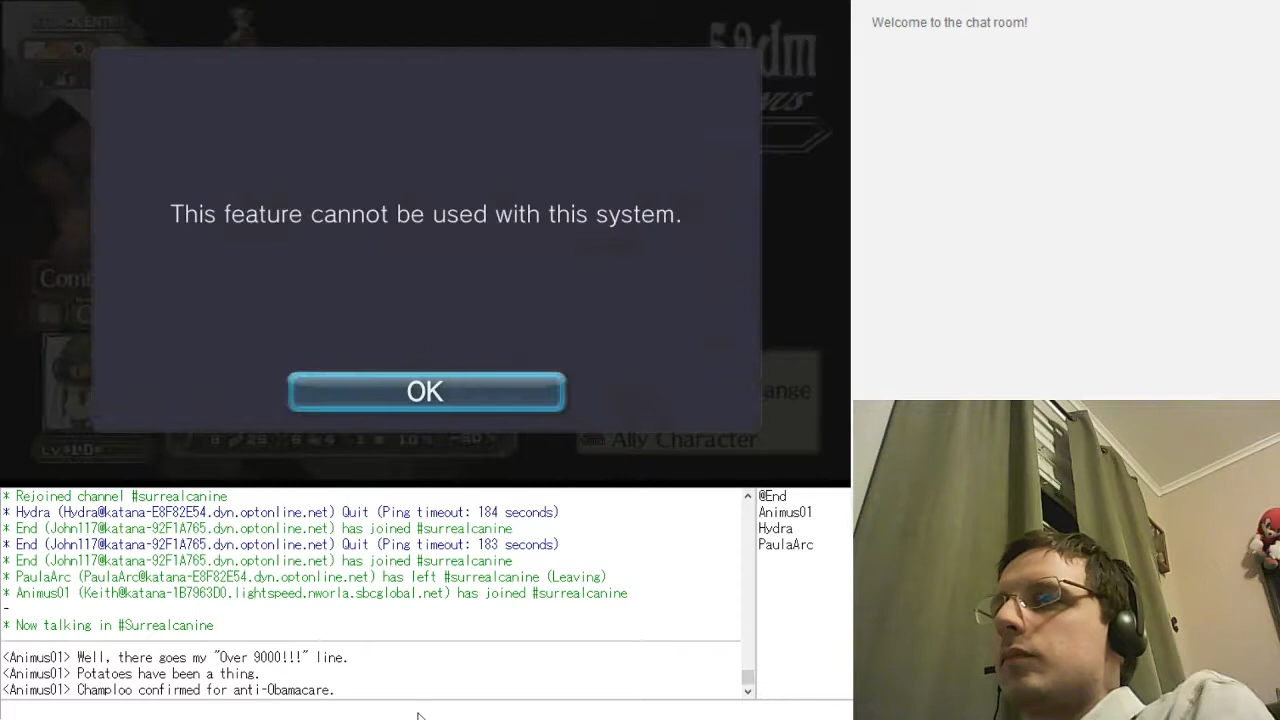 Welcome to the chat room!
This feature cannot be used with this system.
OK
Ally Character
* Rejoined channel #surrealcanine
* Hydra (Hydra@katana-E8F82E54.dyn.optonline.net) Quit (Ping timeout: 184 seconds)
* End (John117@katana-92F1A765.dyn.optonline.net) has joined #surrealcanine
* End (John117@katana-92F1A765.dyn.optonline.net) Quit (Ping timeout: 183 seconds)
* End (John117@katana-92F1A765.dyn.optonline.net) has joined #surrealcanine
* PaulaArc (PaulaArc@katana-E8F82E54.dyn.optonline.net) has left #surrealcanine (Leaving)
* Animus01 (Keith@katana-1B7963D0.lightspeed.nworla.sbcglobal.net) has joined #surrealcanine
-
* Now talking in #Surrealcanine
<Animus01> Well, there goes my "Over 9000!!!" line.
<Animus01> Potatoes have been a thing.
<Animus01> Champloo confirmed for anti-Obamacare.
@End
Animus01
Hydra
PaulaArc